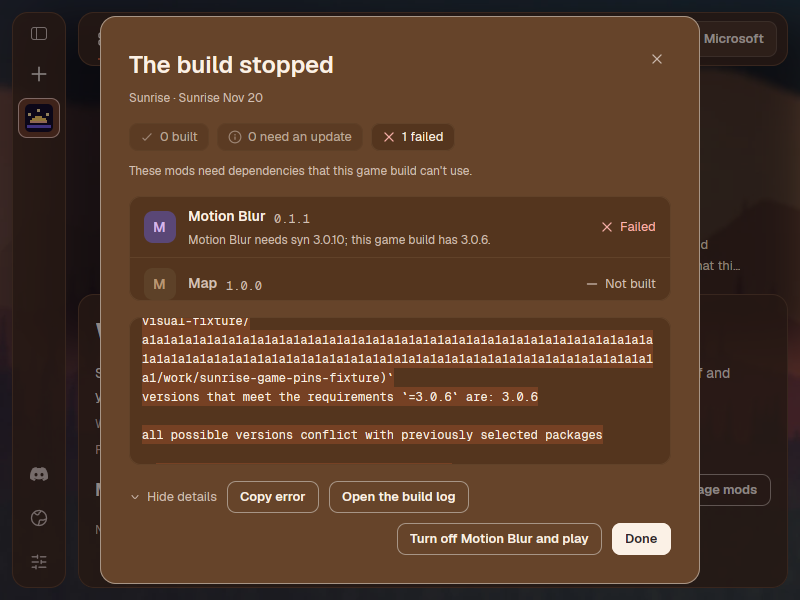 Microsoft
The build stopped
Sunrise · Sunrise Nov 20
0 built
0 need an update
1 failed
These mods need dependencies that this game build can't use.
M
Motion Blur 0.1.1
Motion Blur needs syn 3.0.10; this game build has 3.0.6.
Failed
M
Map 1.0.0
Not built
visual-fixture/
a1a1a1a1a1a1a1a1a1a1a1a1a1a1a1a1a1a1a1a1a1a1a1a1a1a1a1a1a1a1a1a1a1a1a1a1
1a1a1a1a1a1a1a1a1a1a1a1a1a1a1a1a1a1a1a1a1a1a1a1a1a1a1a1a1a1a1a1a1a1a1a1
a1/work/sunrise-game-pins-fixture)`
versions that meet the requirements `=3.0.6` are: 3.0.6
all possible versions conflict with previously selected packages
Hide details
Copy error
Open the build log
Turn off Motion Blur and play
Done